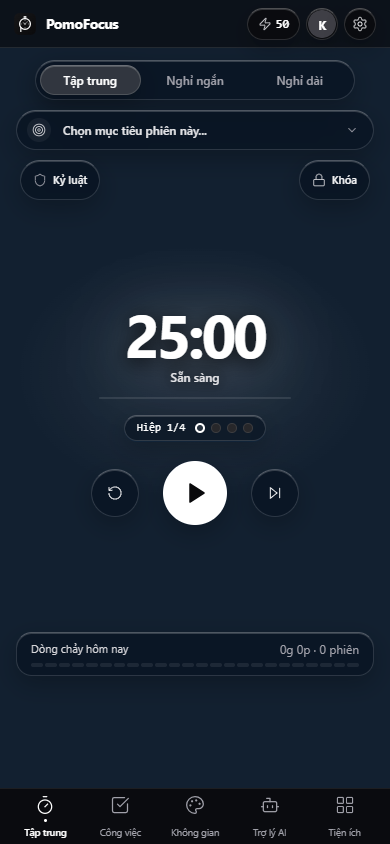 PomoFocus
50
K
Tập trung
Nghỉ ngắn
Nghỉ dài
Chọn mục tiêu phiên này...
Kỷ luật
Khóa
25:00
Sẵn sàng
Hiệp 1/4
Dòng chảy hôm nay
0g 0p · 0 phiên
Tập trung
Công việc
Không gian
Trợ lý AI
Tiện ích